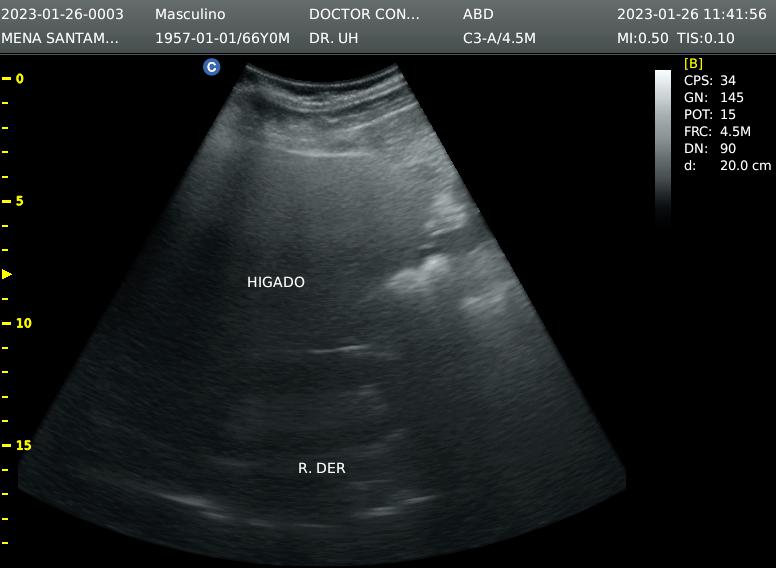 2023-01-26-0003 Masculino DOCTOR CON... ABD 2023-01-26 11:41:56
MENA SANTAM... 1957-01-01/66Y0M DR. UH C3-A/4.5M MI:0.50 TIS:0.10
C
[B]
CPS: 34
GN: 145
POT: 15
FRC: 4.5M
DN: 90
d: 20.0 cm
0
5
HIGADO
10
15
R. DER